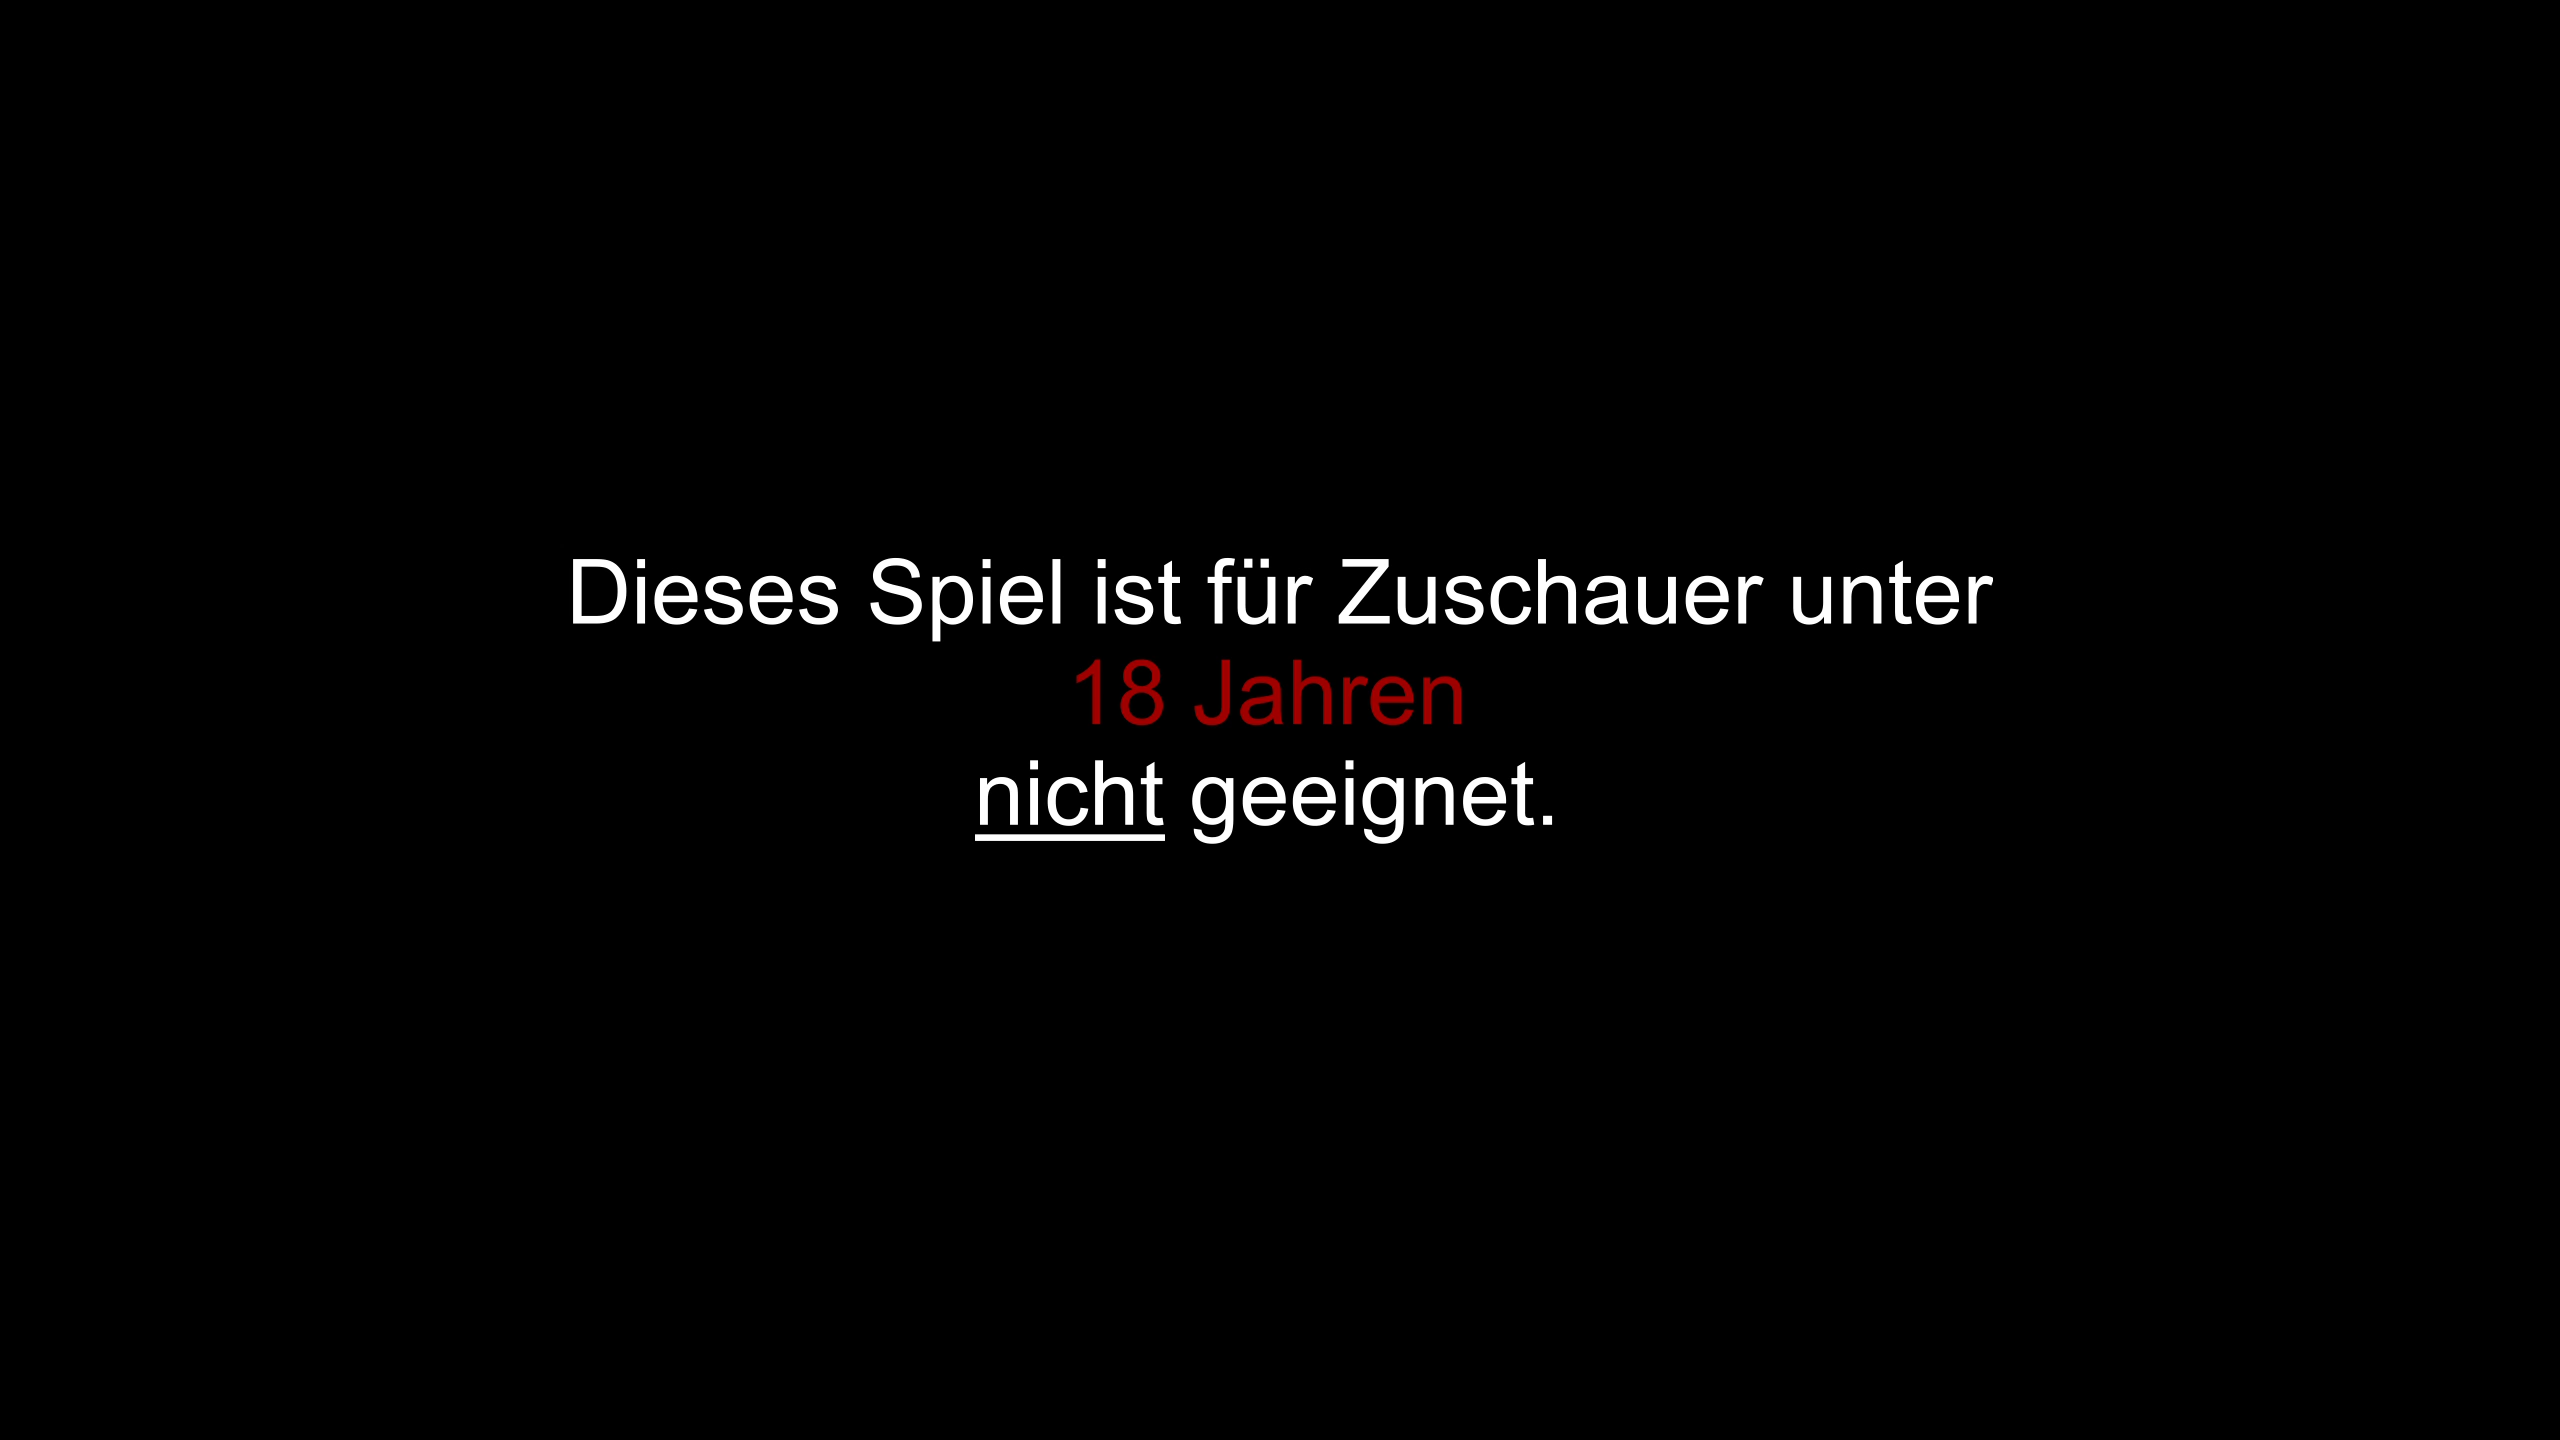 Dieses Spiel ist für Zuschauer unter
18 Jahren
nicht geeignet.